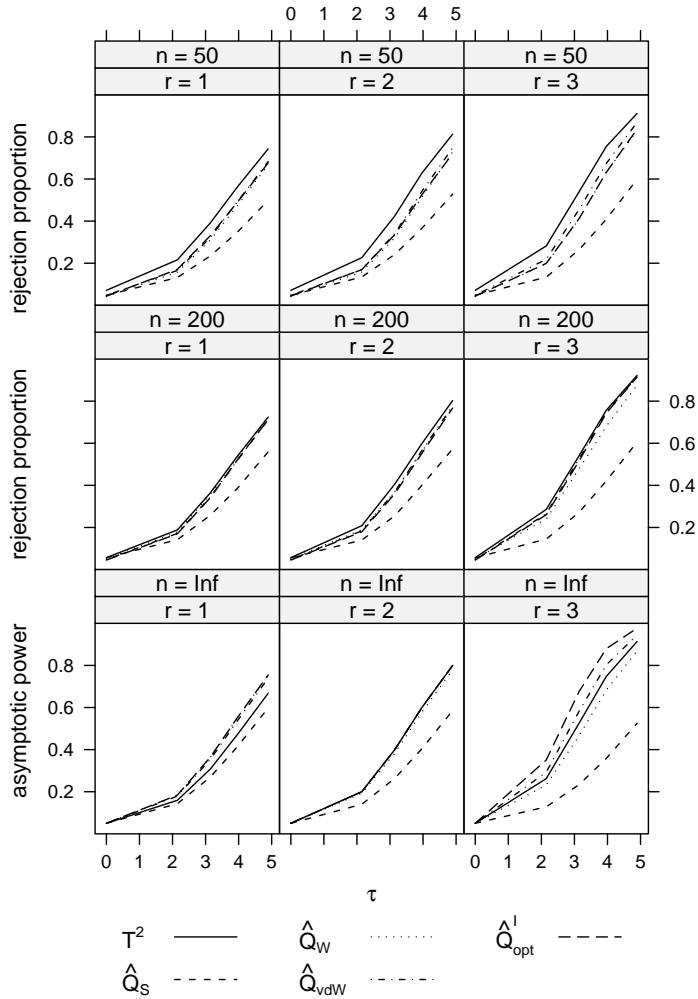 0 1 2 3 4 5
n = 50 n = 50 n = 50
r = 1 r = 2 r = 3
rejection proportion
0.8
0.6
0.4
0.2
n = 200 n = 200 n = 200
r = 1 r = 2 r = 3
rejection proportion
0.8
0.6
0.4
0.2
n = Inf n = Inf n = Inf
r = 1 r = 2 r = 3
asymptotic power
0.8
0.6
0.4
0.2
0 1 2 3 4 5 0 1 2 3 4 5
τ
T² Q̂_W Q̂^I_opt
Q̂_S Q̂_vdW